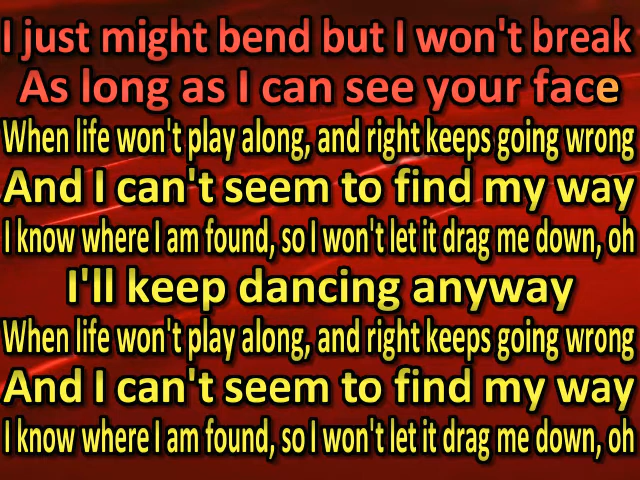 I just might bend but I won't break
As long as I can see your face
When life won't play along, and right keeps going wrong
And I can't seem to find my way
I know where I am found, so I won't let it drag me down, oh
I'll keep dancing anyway
When life won't play along, and right keeps going wrong
And I can't seem to find my way
I know where I am found, so I won't let it drag me down, oh